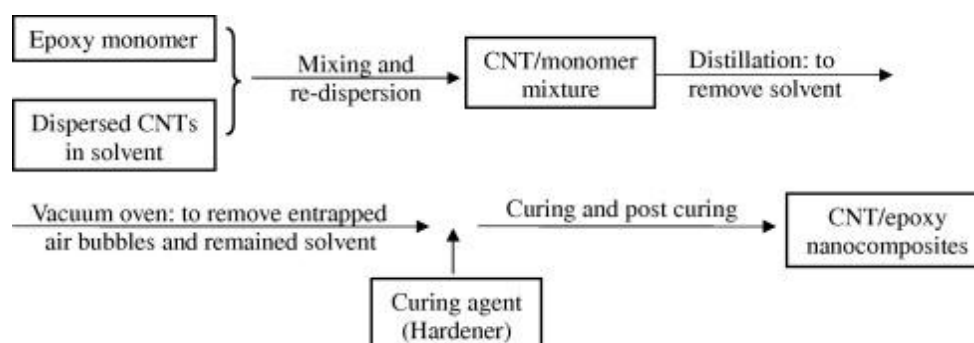 Epoxy monomer
Dispersed CNTs
in solvent
Mixing and
re-dispersion
CNT/monomer
mixture
Distillation: to
remove solvent
Vacuum oven: to remove entrapped
air bubbles and remained solvent
Curing agent
(Hardener)
Curing and post curing
CNT/epoxy
nanocomposites